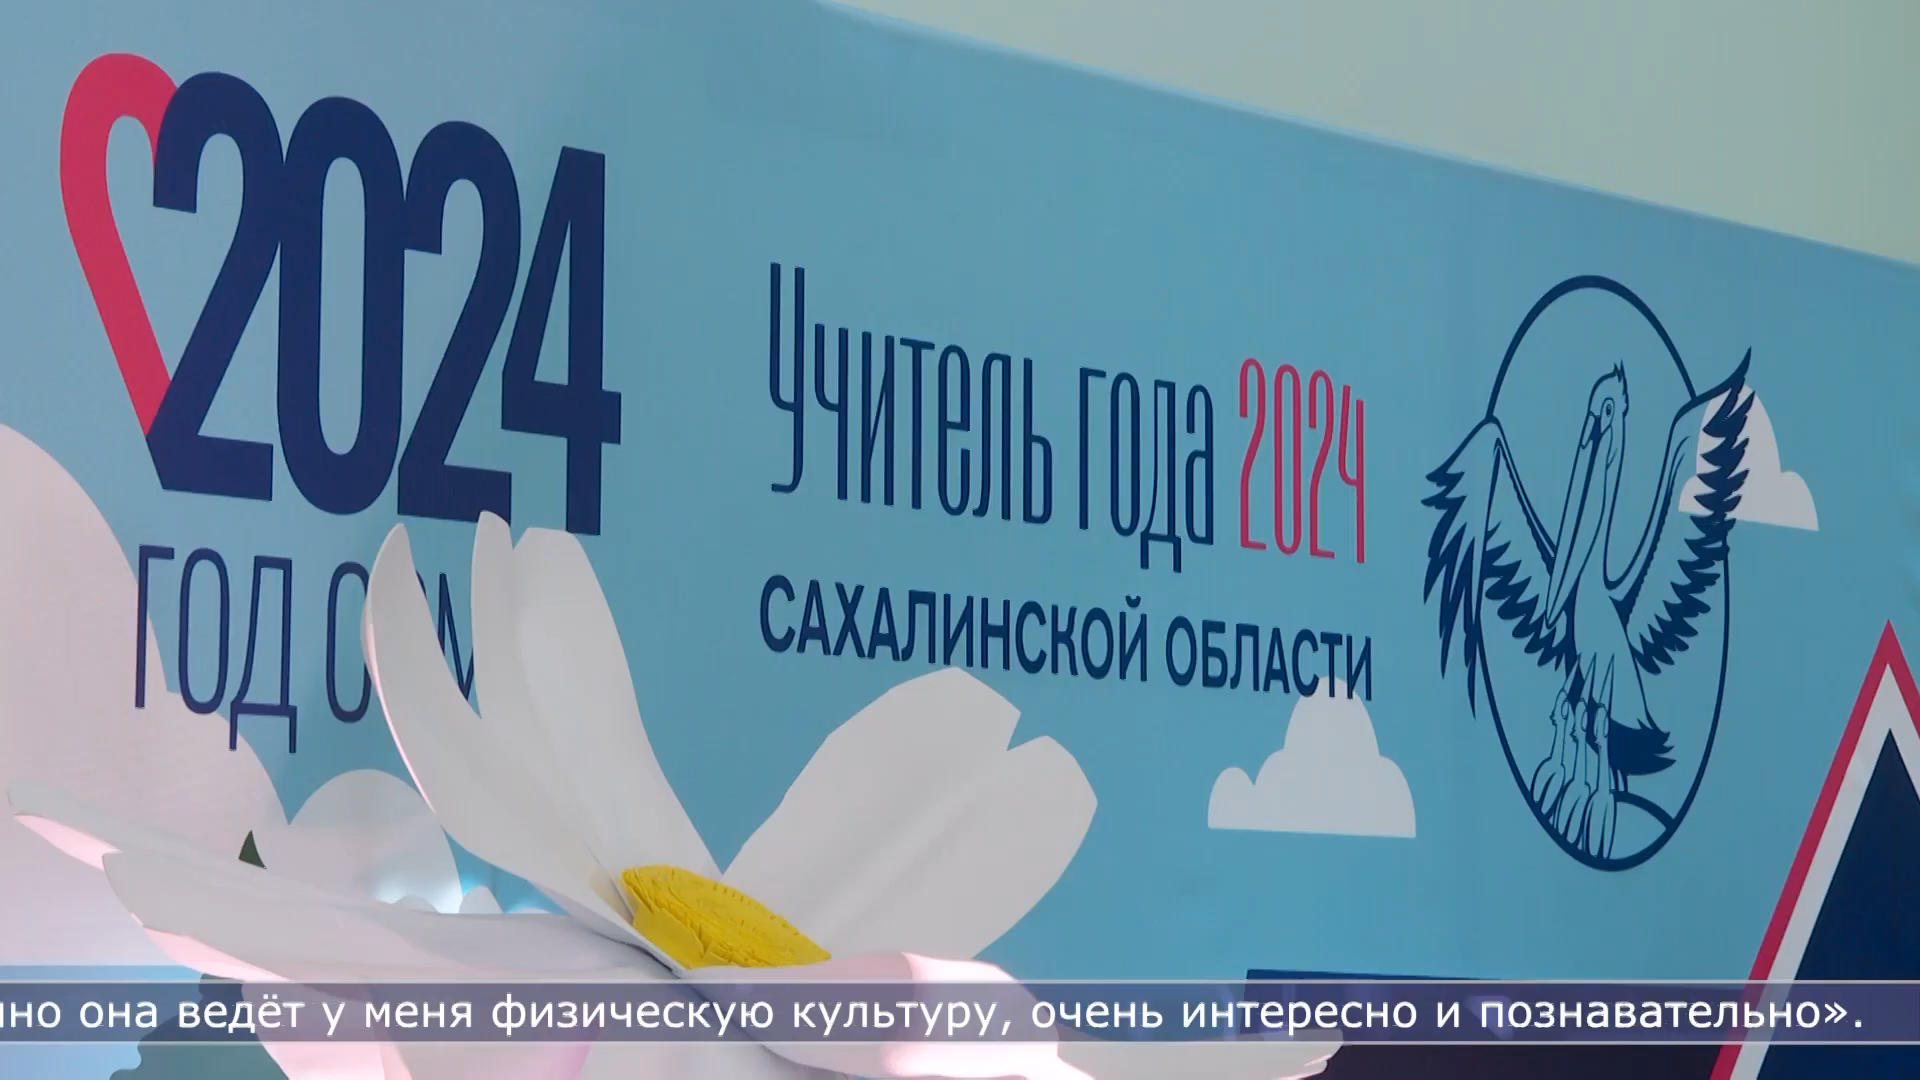 2024
ГОД
Учитель года 2024
САХАЛИНСКОЙ ОБЛАСТИ
она ведёт у меня физическую культуру, очень интересно и познавательно».